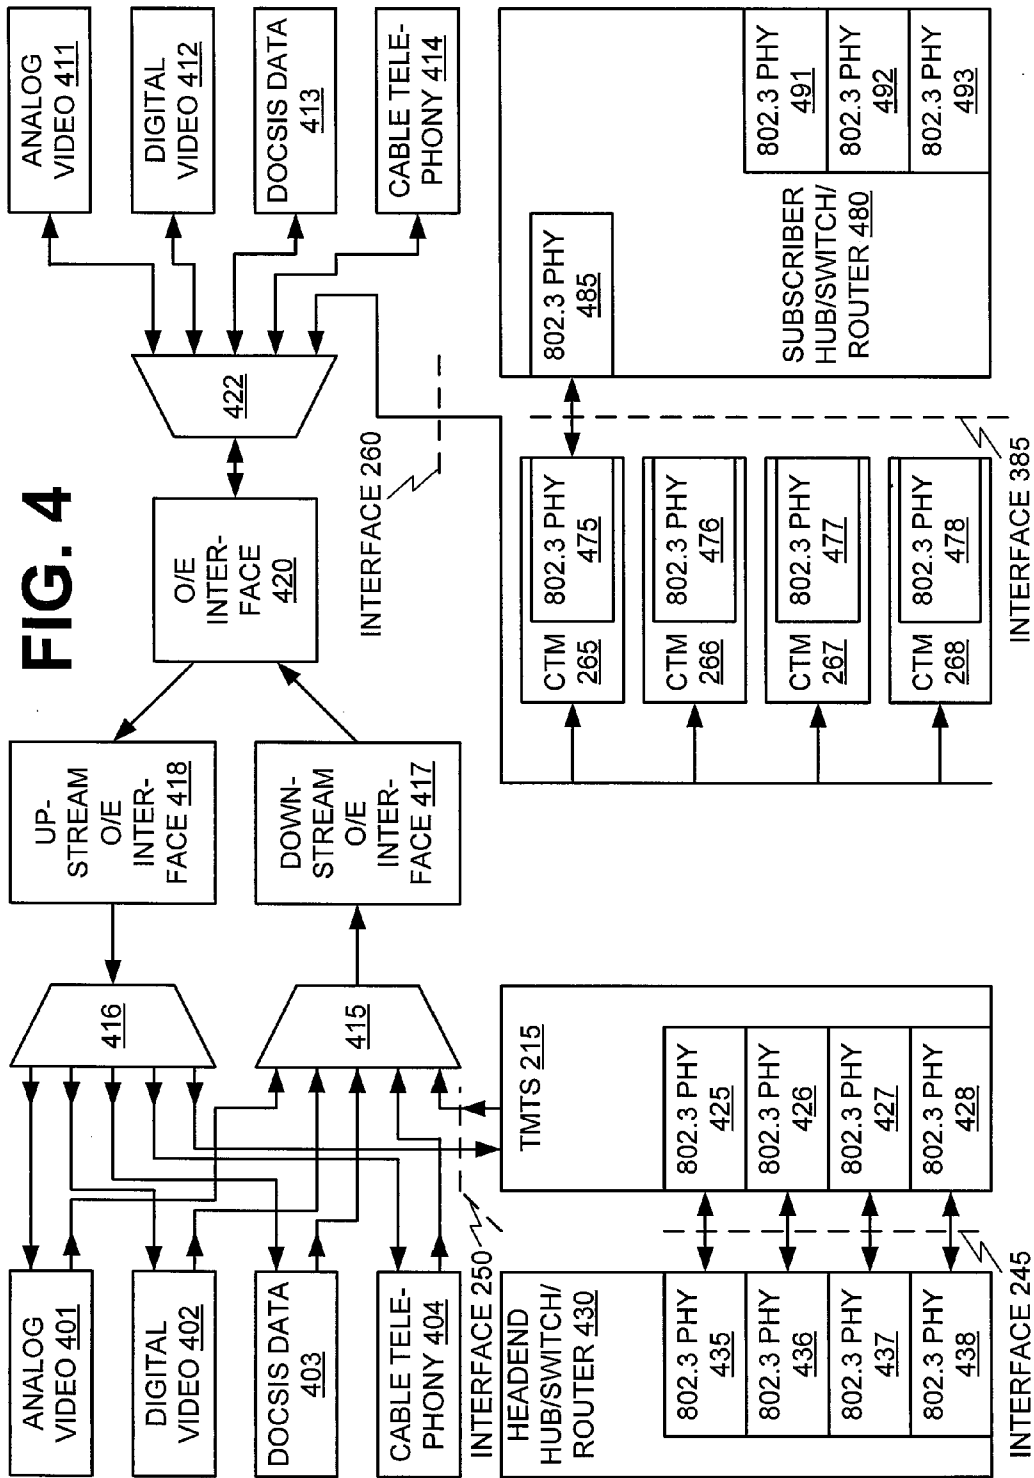 FIG. 4
ANALOG
VIDEO 401
DIGITAL
VIDEO 402
DOCSIS DATA
403
CABLE TELE-
PHONY 404
416
415
UP-
STREAM
O/E
INTER-
FACE 418
DOWN-
STREAM
O/E
INTER-
FACE 417
O/E
INTER-
FACE
420
422
ANALOG
VIDEO 411
DIGITAL
VIDEO 412
DOCSIS DATA
413
CABLE TELE-
PHONY 414
INTERFACE 250
INTERFACE 260
HEADEND
HUB/SWITCH/
ROUTER 430
802.3 PHY
435
802.3 PHY
436
802.3 PHY
437
802.3 PHY
438
INTERFACE 245
TMTS 215
802.3 PHY
425
802.3 PHY
426
802.3 PHY
427
802.3 PHY
428
CTM
265
802.3 PHY
475
CTM
266
802.3 PHY
476
CTM
267
802.3 PHY
477
CTM
268
802.3 PHY
478
INTERFACE 385
802.3 PHY
485
SUBSCRIBER
HUB/SWITCH/
ROUTER 480
802.3 PHY
491
802.3 PHY
492
802.3 PHY
493